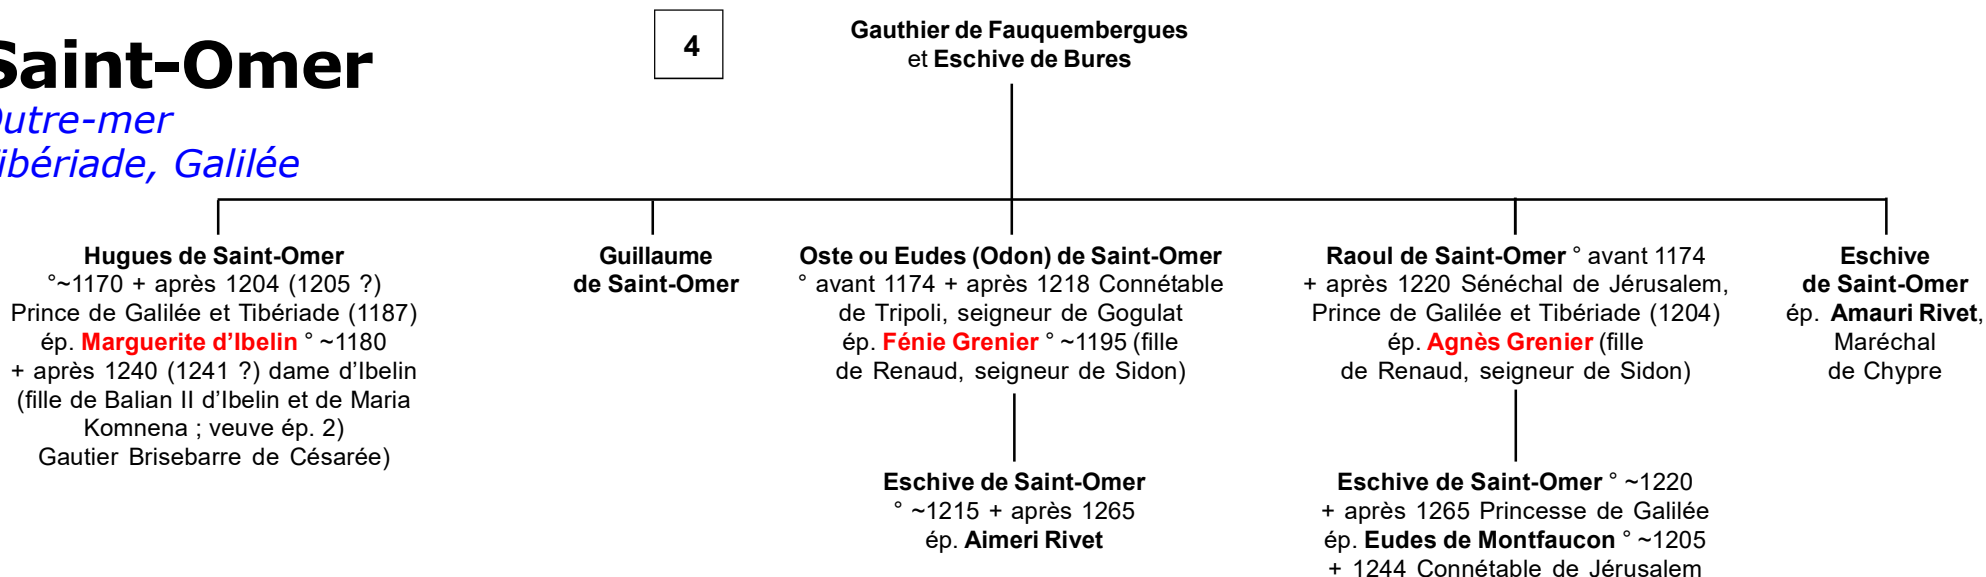 Saint-Omer
Outre-mer
Tibériade, Galilée
4
Gauthier de Fauquembergues
et Eschive de Bures
Hugues de Saint-Omer
°~1170 + après 1204 (1205 ?)
Prince de Galilée et Tibériade (1187)
ép. Marguerite d’Ibelin ° ~1180
+ après 1240 (1241 ?) dame d’Ibelin
(fille de Balian II d’Ibelin et de Maria
Komnena ; veuve ép. 2)
Gautier Brisebarre de Césarée)
Guillaume
de Saint-Omer
Oste ou Eudes (Odon) de Saint-Omer
° avant 1174 + après 1218 Connétable
de Tripoli, seigneur de Gogulat
ép. Fénie Grenier ° ~1195 (fille
de Renaud, seigneur de Sidon)
Raoul de Saint-Omer ° avant 1174
+ après 1220 Sénéchal de Jérusalem,
Prince de Galilée et Tibériade (1204)
ép. Agnès Grenier (fille
de Renaud, seigneur de Sidon)
Eschive
de Saint-Omer
ép. Amauri Rivet,
Maréchal
de Chypre
Eschive de Saint-Omer
° ~1215 + après 1265
ép. Aimeri Rivet
Eschive de Saint-Omer ° ~1220
+ après 1265 Princesse de Galilée
ép. Eudes de Montfaucon ° ~1205
+ 1244 Connétable de Jérusalem